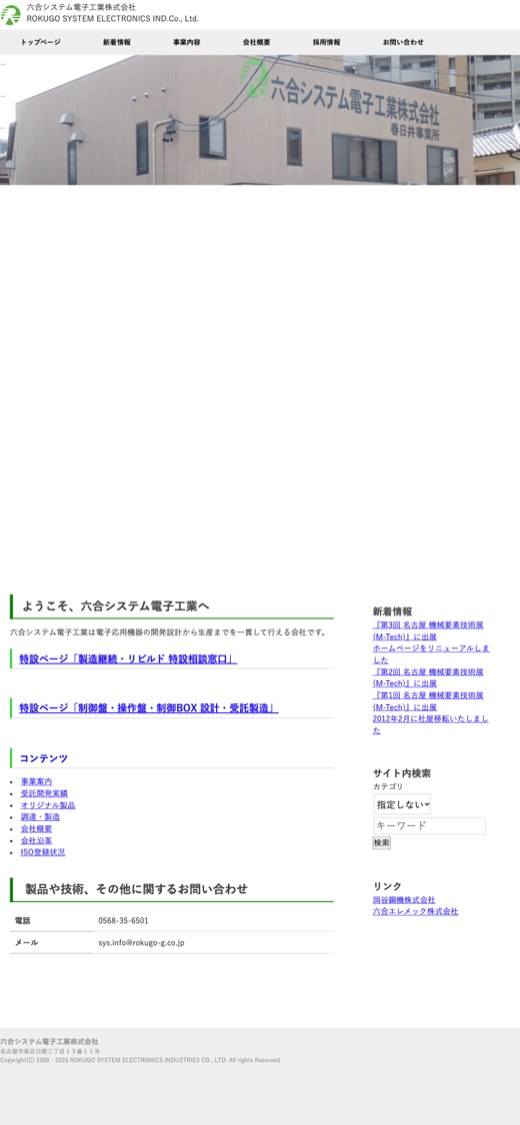 六合システム電子工業株式会社
ROKUGO SYSTEM ELECTRONICS IND.Co., Ltd.
トップページ 新着情報 事業内容 会社概要 採用情報 お問い合わせ
六合システム電子工業株式会社
春日井事業所
ようこそ、六合システム電子工業へ
六合システム電子工業は電子応用機器の開発設計から生産までを一貫して行える会社です。
特設ページ「製造継続・リビルド 特設相談窓口」
特設ページ「制御盤・操作盤・制御BOX 設計・受託製造」
コンテンツ
事業案内
受託開発実績
オリジナル製品
調達・製造
会社概要
会社沿革
ISO登録状況
製品や技術、その他に関するお問い合わせ
電話 0568-35-6501
メール sys.info@rokugo-g.co.jp
新着情報
『第3回 名古屋 機械要素技術展
(M-Tech)』に出展
ホームページをリニューアルしま
した
『第2回 名古屋 機械要素技術展
(M-Tech)』に出展
『第1回 名古屋 機械要素技術展
(M-Tech)』に出展
2012年2月に社屋移転いたしまし
た
サイト内検索
カテゴリ
指定しない
キーワード
検索
リンク
岡谷鋼機株式会社
六合エレメック株式会社
六合システム電子工業株式会社
名古屋市東区白壁三丁目１３番１１号
Copyright(C) 2008 - 2026 ROKUGO SYSTEM ELECTRONICS INDUSTRIES CO., LTD. All rights Reserved.